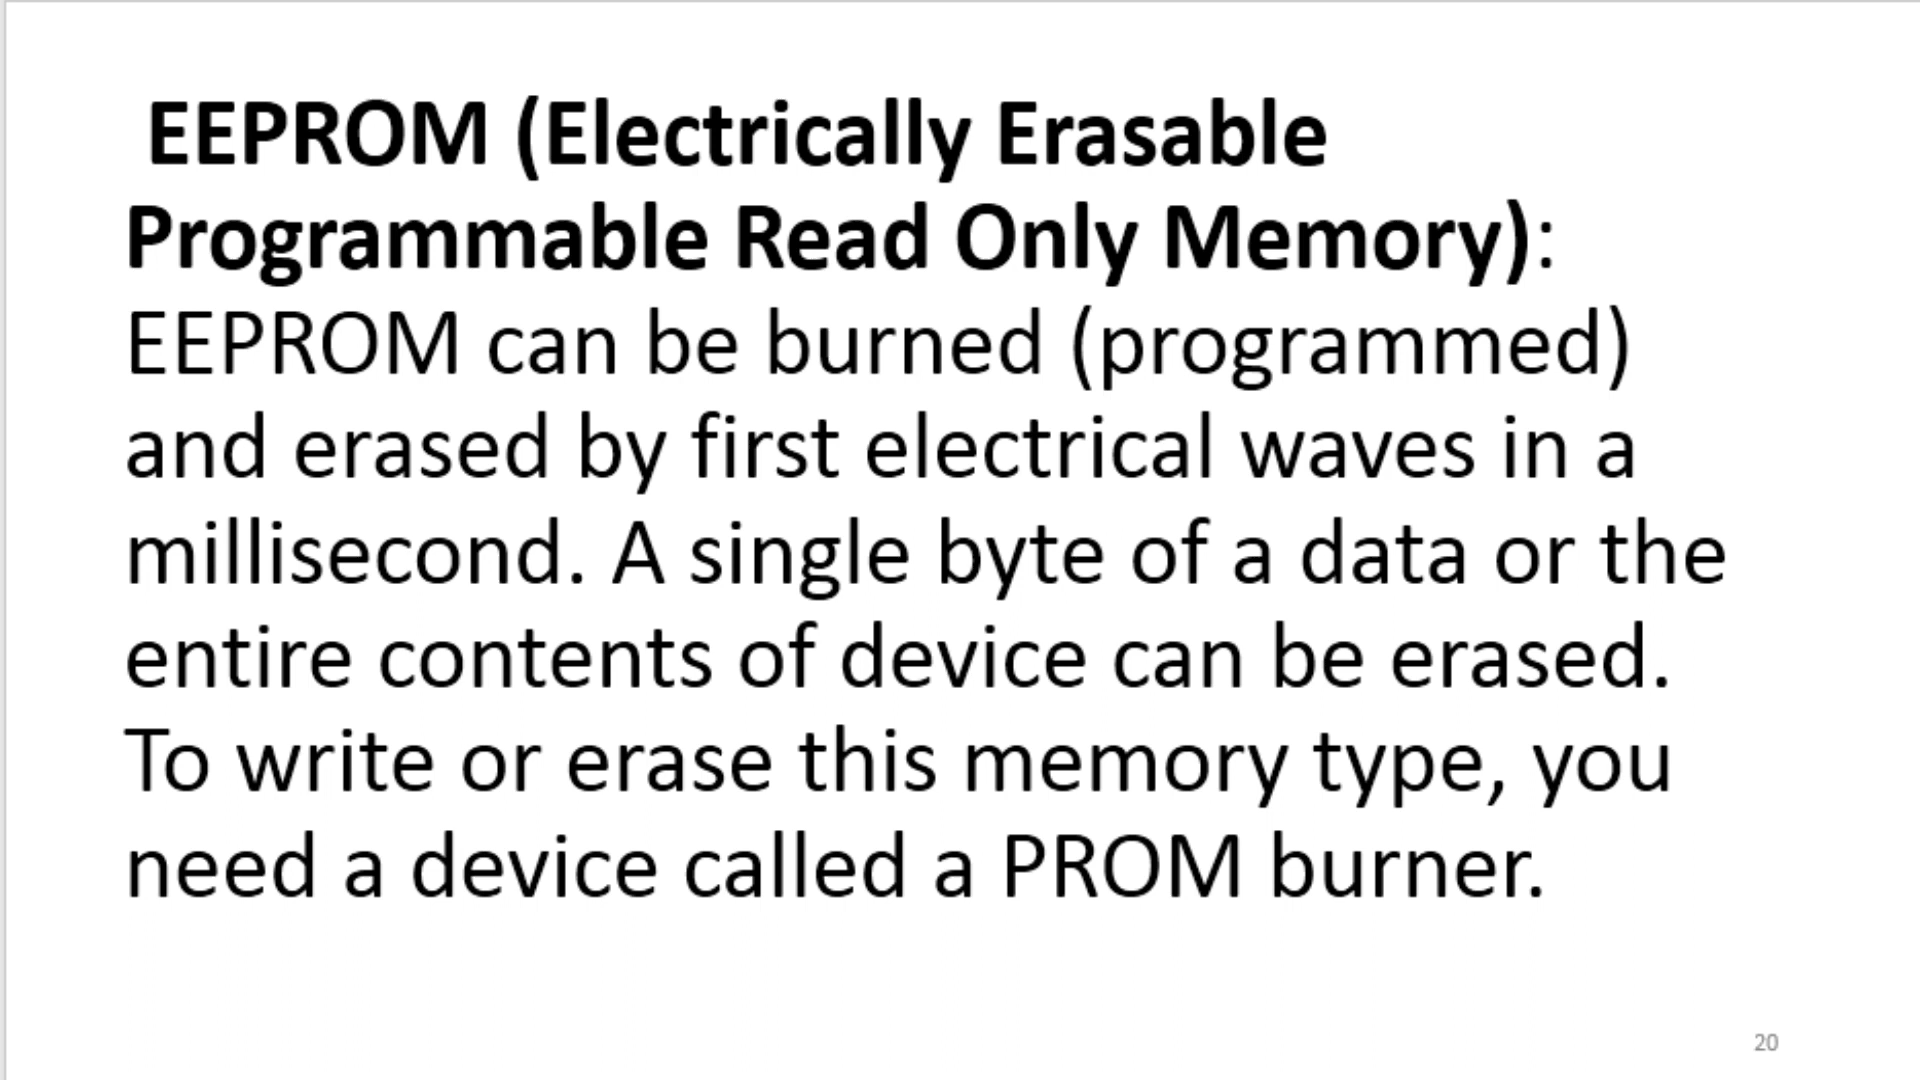 EEPROM (Electrically Erasable
Programmable Read Only Memory):
EEPROM can be burned (programmed)
and erased by first electrical waves in a
millisecond. A single byte of a data or the
entire contents of device can be erased.
To write or erase this memory type, you
need a device called a PROM burner.
20